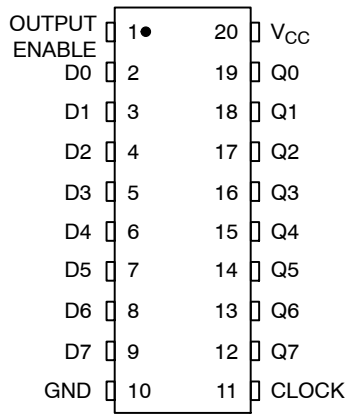 OUTPUT ENABLE 1 20 VCC
D0 2 19 Q0
D1 3 18 Q1
D2 4 17 Q2
D3 5 16 Q3
D4 6 15 Q4
D5 7 14 Q5
D6 8 13 Q6
D7 9 12 Q7
GND 10 11 CLOCK